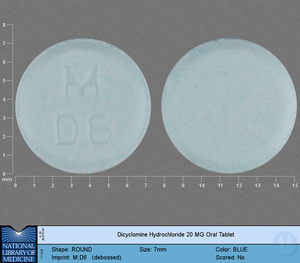 8
7
6
5
4
3
2
1
0
mm
M
D6
0 1 2 3 4 5 6 7 8 9 10 11 12 13 14 15
Dicyclomine Hydrochloride 20 MG Oral Tablet
Shape: ROUND Size: 7mm Color: BLUE
Imprint: M;D6 (debossed) Scored: No
NATIONAL
LIBRARY OF
MEDICINE